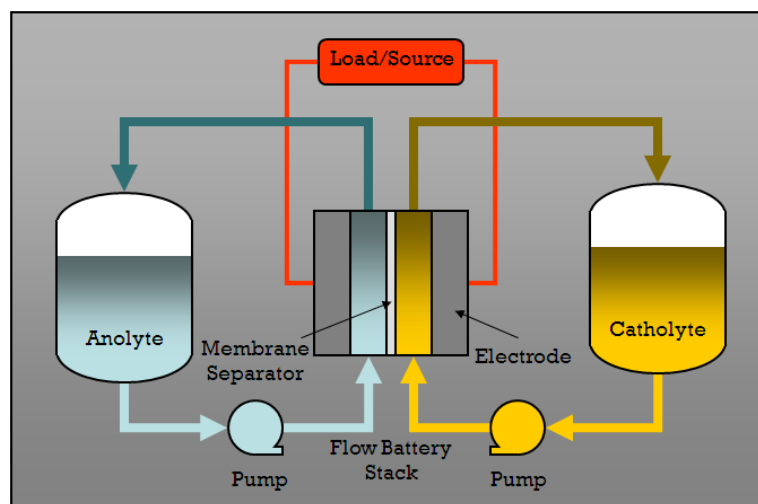 Load/Source
Anolyte
Catholyte
Membrane
Separator
Electrode
Flow Battery
Stack
Pump
Pump